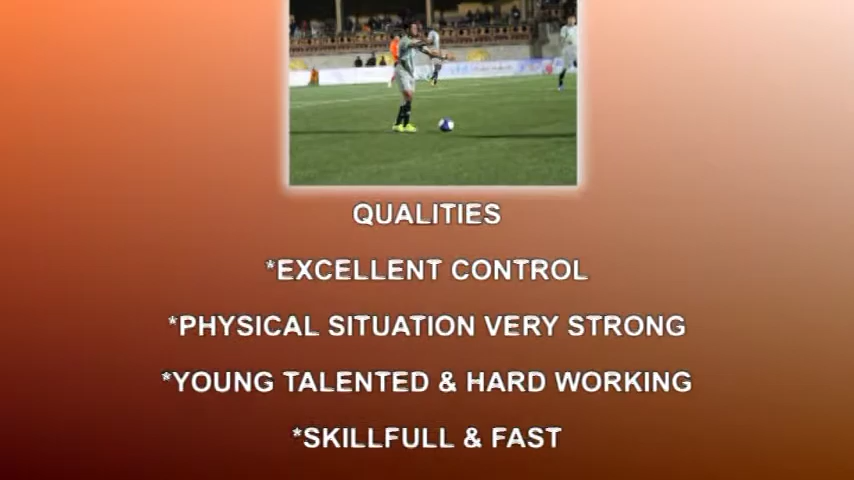 QUALITIES
*EXCELLENT CONTROL
*PHYSICAL SITUATION VERY STRONG
*YOUNG TALENTED & HARD WORKING
*SKILLFULL & FAST